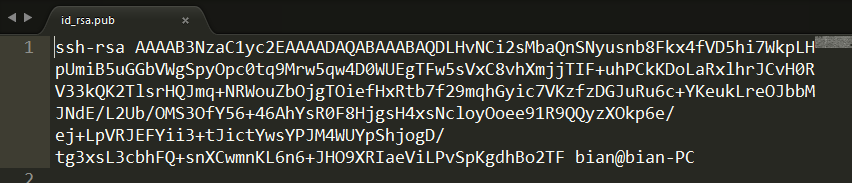 id_rsa.pub
1
ssh-rsa AAAAB3NzaC1yc2EAAAADAQABAAABAQDLHvNCi2sMbaQnSNyusnb8Fkx4fVD5hi7WkpLH
pUmiB5uGGbVWgSpyOpc0tq9Mrw5qw4D0WUEgTFw5sVxC8vhXmjjTIF+uhPCkKDoLaRxlhrJCvH0R
V33kQK2TlsrHQJmq+NRWouZbOjgTOiefHxRtb7f29mqhGyic7VKzfzDGJuRu6c+YKeukLreOJbbM
JNdE/L2Ub/OMS3OfY56+46AhYsR0F8HjgsH4xsNcloyOoee91R9QQyzXOkp6e/
ej+LpVRJEFYii3+tJictYwsYPJM4WUYpShjogD/
tg3xsL3cbhFQ+snXCwmnKL6n6+JHO9XRIaeViLPvSpKgdhBo2TF bian@bian-PC
2